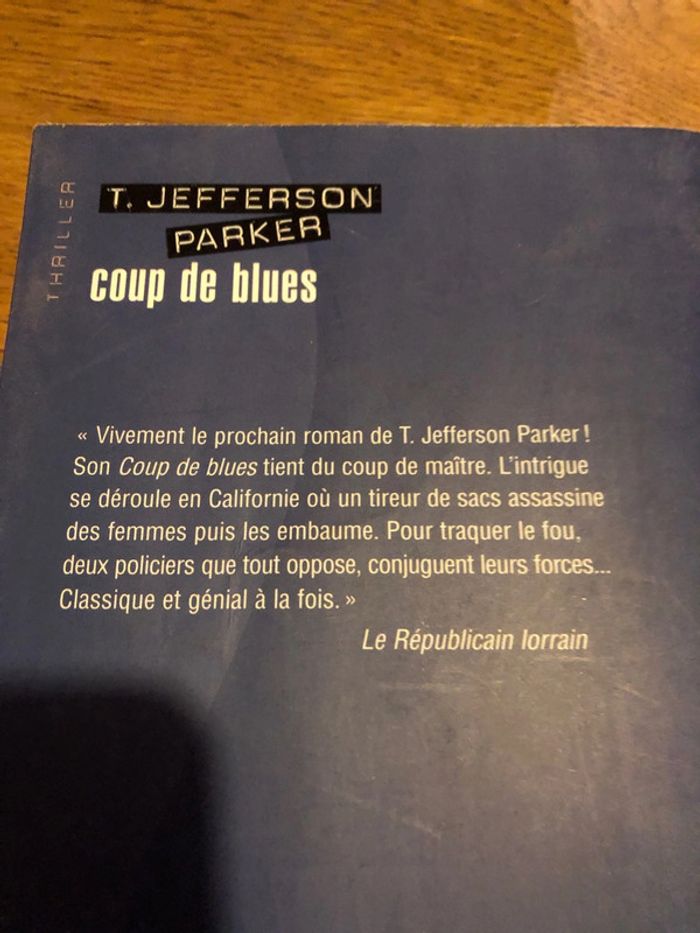 THRILLER
T. JEFFERSON
PARKER
coup de blues
« Vivement le prochain roman de T. Jefferson Parker !
Son Coup de blues tient du coup de maître. L'intrigue
se déroule en Californie où un tireur de sacs assassine
des femmes puis les embaume. Pour traquer le fou,
deux policiers que tout oppose, conjuguent leurs forces...
Classique et génial à la fois. »
Le Républicain lorrain